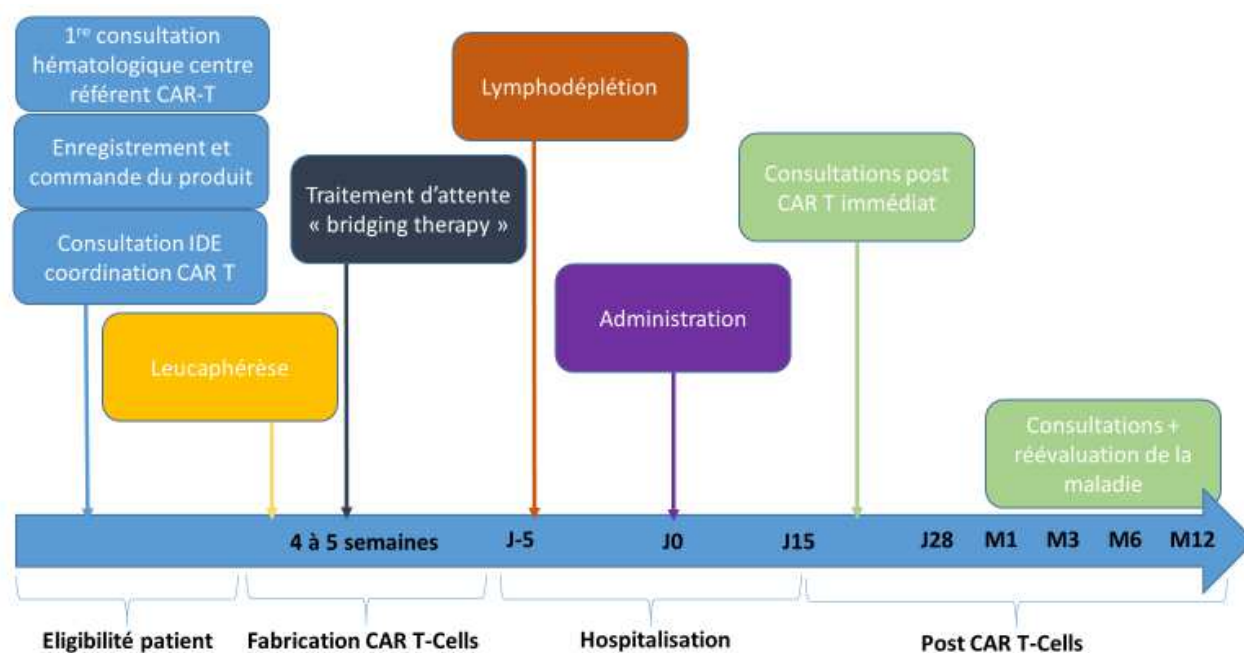 1re consultation
hématologique centre
référent CAR-T
Enregistrement et
commande du produit
Consultation IDE
coordination CAR T
Leucaphérèse
Traitement d'attente
« bridging therapy »
Lymphodéplétion
Administration
Consultations post
CAR T immédiat
Consultations +
réévaluation de la
maladie
4 à 5 semaines
J-5
J0
J15
J28
M1
M3
M6
M12
Eligibilité patient
Fabrication CAR T-Cells
Hospitalisation
Post CAR T-Cells